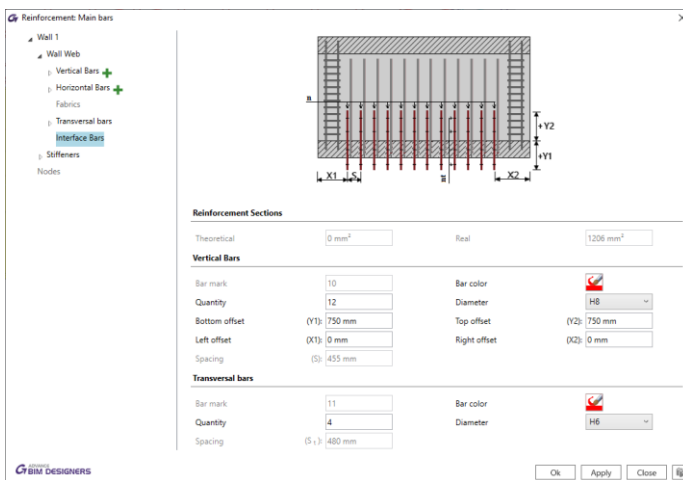 Reinforcement: Main bars
Wall 1
Wall Web
Vertical Bars
Horizontal Bars
Fabrics
Transversal bars
Interface Bars
Stiffeners
Nodes
n
+Y2
+Y1
X1 S nt X2
Reinforcement Sections
Theoretical 0 mm² Real 1206 mm²
Vertical Bars
Bar mark 10 Bar color
Quantity 12 Diameter H8
Bottom offset (Y1): 750 mm Top offset (Y2): 750 mm
Left offset (X1): 0 mm Right offset (X2): 0 mm
Spacing (S): 455 mm
Transversal bars
Bar mark 11 Bar color
Quantity 4 Diameter H6
Spacing (S 1 ): 480 mm
ADVANCE
BIM DESIGNERS
Ok Apply Close